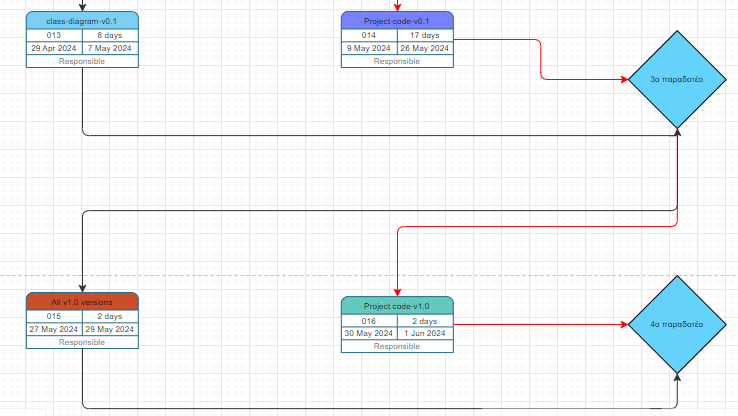 class-diagram-v0.1
013 8 days
29 Apr 2024 7 May 2024
Responsible
Project-code-v0.1
014 17 days
9 May 2024 26 May 2024
Responsible
3ο παραδοτέο
All v1.0 versions
015 2 days
27 May 2024 29 May 2024
Responsible
Project code-v1.0
016 2 days
30 May 2024 1 Jun 2024
Responsible
4ο παραδοτέο